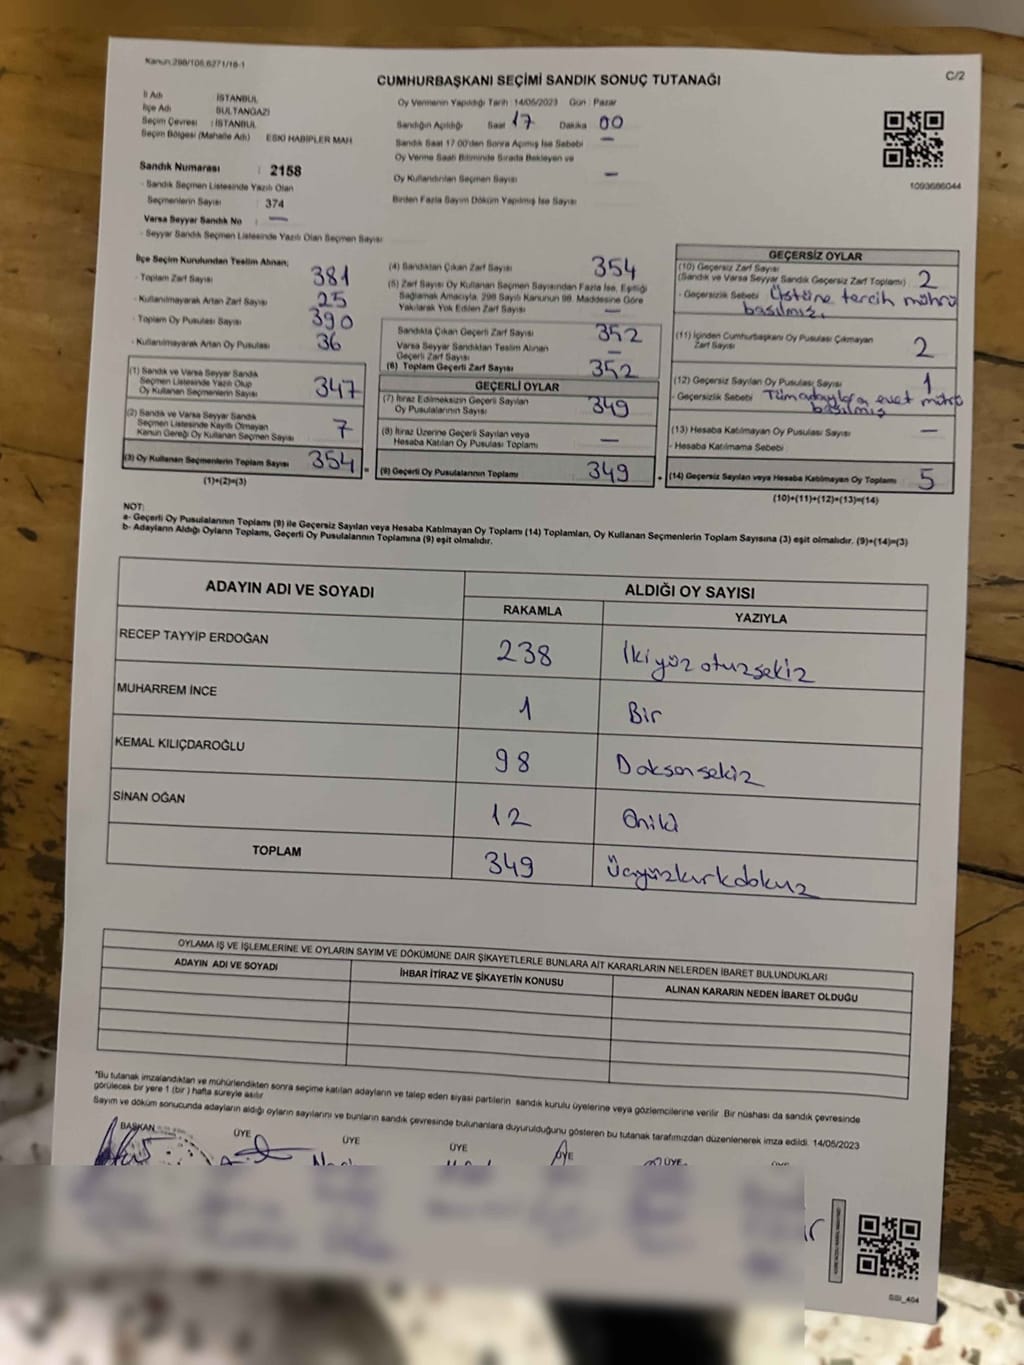 Kanun:298/105,6271/18-1
C/2
CUMHURBAŞKANI SEÇİMİ SANDIK SONUÇ TUTANAĞI
İl Adı : İSTANBUL
İlçe Adı : SULTANGAZİ
Seçim Çevresi : İSTANBUL
Seçim Bölgesi (Mahalle Adı) ESKİ HABİPLER MAH
Sandık Numarası : 2158
- Sandık Seçmen Listesinde Yazılı Olan
Seçmenlerin Sayısı : 374
Varsa Seyyar Sandık No : —
- Seyyar Sandık Seçmen Listesinde Yazılı Olan Seçmen Sayısı
Oy Vermenin Yapıldığı Tarih :14/05/2023 Gün : Pazar
Sandığın Açıldığı Saat 17 Dakika 00
Sandık Saat 17.00'den Sonra Açımış İse Sebebi —
Oy Verme Saati Bitiminde Sırada Bekleyen ve
Oy Kullandırılan Seçmen Sayısı —
Birden Fazla Sayım Döküm Yapılmış İse Sayısı
1093686044
İlçe Seçim Kurulundan Teslim Alınan;
- Toplam Zarf Sayısı 381
- Kullanılmayarak Artan Zarf Sayısı 25
- Toplam Oy Pusulası Sayısı 390
- Kullanılmayarak Artan Oy Pusulası 36
(1) Sandık ve Varsa Seyyar Sandık
Seçmen Listesinde Yazılı Olup
Oy Kullanan Seçmenlerin Sayısı 347
(2) Sandık ve Varsa Seyyar Sandık
Seçmen Listesinde Kayıtlı Olmayan
Kanun Gereği Oy Kullanan Seçmen Sayısı 7
(3) Oy Kullanan Seçmenlerin Toplam Sayısı 354 =
(1)+(2)=(3)
(4) Sandıktan Çıkan Zarf Sayısı 354
(5) Zarf Sayısı Oy Kullanan Seçmen Sayısından Fazla İse, Eşitliği
Sağlamak Amacıyla, 298 Sayılı Kanunun 98. Maddesine Göre
Yakılarak Yok Edilen Zarf Sayısı —
Sandıkta Çıkan Geçerli Zarf Sayısı 352
Varsa Seyyar Sandıktan Teslim Alınan
Geçerli Zarf Sayısı —
(6) Toplam Geçerli Zarf Sayısı 352
GEÇERLİ OYLAR
(7) İtiraz Edilmeksizin Geçerli Sayılan
Oy Pusulalarının Sayısı 349
(8) İtiraz Üzerine Geçerli Sayılan veya
Hesaba Katılan Oy Pusulası Toplamı —
(9) Geçerli Oy Pusulalarının Toplamı 349 +
GEÇERSİZ OYLAR
(10) Geçersiz Zarf Sayısı
(Sandık ve Varsa Seyyar Sandık Geçersiz Zarf Toplamı) 2
- Geçersizlik Sebebi Üstüne tercih mührü
basılmış.
(11) İçinden Cumhurbaşkanı Oy Pusulası Çıkmayan
Zarf Sayısı 2
(12) Geçersiz Sayılan Oy Pusulası Sayısı 1
- Geçersizlik Sebebi Tüm adaylara evet mührü
basılmış
(13) Hesaba Katılmayan Oy Pusulası Sayısı —
- Hesaba Katılmama Sebebi
(14) Geçersiz Sayılan veya Hesaba Katılmayan Oy Toplamı 5
(10)+(11)+(12)+(13)=(14)
NOT:
a- Geçerli Oy Pusulalarının Toplamı (9) ile Geçersiz Sayılan veya Hesaba Katılmayan Oy Toplamı (14) Toplamları, Oy Kullanan Seçmenlerin Toplam Sayısına (3) eşit olmalıdır. (9)+(14)=(3)
b- Adayların Aldığı Oyların Toplamı, Geçerli Oy Pusulalarının Toplamına (9) eşit olmalıdır.
ADAYIN ADI VE SOYADI ALDIĞI OY SAYISI
RAKAMLA YAZIYLA
RECEP TAYYİP ERDOĞAN 238 İkiyüz otuzsekiz
MUHARREM İNCE 1 Bir
KEMAL KILIÇDAROĞLU 98 Doksansekiz
SİNAN OĞAN 12 Oniki
TOPLAM 349 Üçyüzkırkdokuz
OYLAMA İŞ VE İŞLEMLERİNE VE OYLARIN SAYIM VE DÖKÜMÜNE DAİR ŞİKAYETLERLE BUNLARA AİT KARARLARIN NELERDEN İBARET BULUNDUKLARI
ADAYIN ADI VE SOYADI İHBAR İTİRAZ VE ŞİKAYETİN KONUSU ALINAN KARARIN NEDEN İBARET OLDUĞU
*Bu tutanak imzalandıktan ve mühürlendikten sonra seçime katılan adayların ve talep eden siyasi partilerin sandık kurulu üyelerine veya gözlemcilerine verilir. Bir nüshası da sandık çevresinde
görülecek bir yere 1 (bir) hafta süreyle asılır
Sayım ve döküm sonucunda adayların aldığı oyların sayılarını ve bunların sandık çevresinde bulunanlara duyurulduğunu gösteren bu tutanak tarafımızdan düzenlenerek imza edildi. 14/05/2023
BAŞKAN ÜYE ÜYE ÜYE ÜYE ÜYE ÜYE